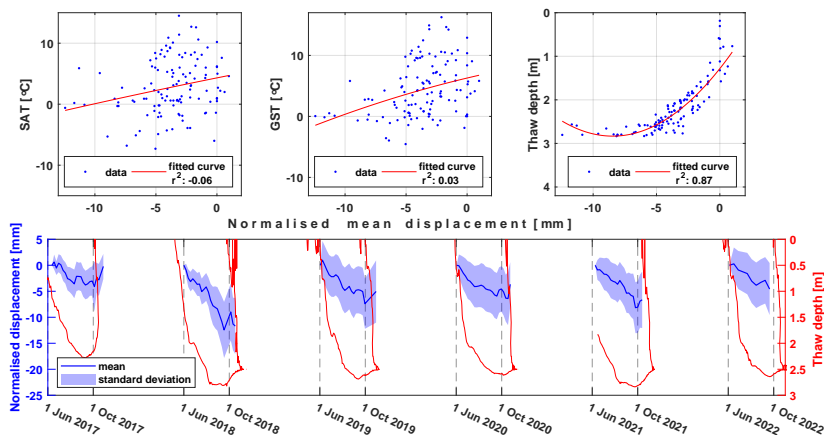 SAT [ºC]
10
0
-10
-10
-5
0
data
fitted curve
r²: -0.06
GST [ºC]
10
0
-10
-10
-5
0
data
fitted curve
r²: 0.03
Thaw depth [m]
0
1
2
3
4
-10
-5
0
data
fitted curve
r²: 0.87
Normalised mean displacement [mm]
Normalised displacement [mm]
5
0
-5
-10
-15
-20
-25
mean
standard deviation
Thaw depth [m]
0
0.5
1
1.5
2
2.5
3
1 Jun 2017
1 Oct 2017
1 Jun 2018
1 Oct 2018
1 Jun 2019
1 Oct 2019
1 Jun 2020
1 Oct 2020
1 Jun 2021
1 Oct 2021
1 Jun 2022
1 Oct 2022